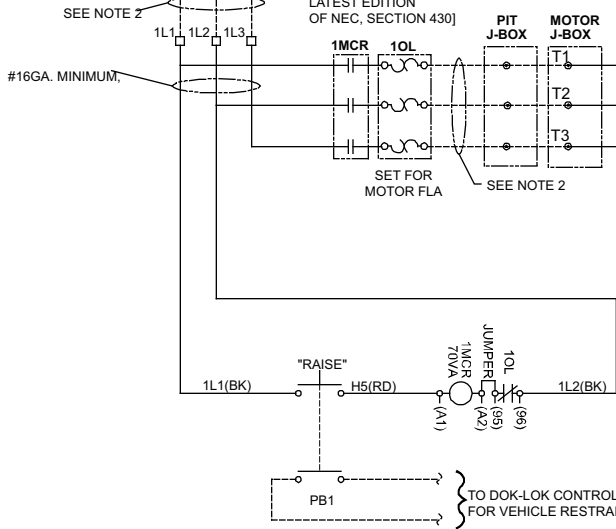 SEE NOTE 2
LATEST EDITION
OF NEC, SECTION 430]
1L1 1L2 1L3
#16GA. MINIMUM,
1MCR 1OL
PIT
J-BOX
MOTOR
J-BOX
T1
T2
T3
SET FOR
MOTOR FLA
SEE NOTE 2
"RAISE"
1L1(BK)
H5(RD)
1MCR
70VA
JUMPER
1OL
1L2(BK)
(A1)
(A2)
(95)
(96)
PB1
TO DOK-LOK CONTROL
FOR VEHICLE RESTRA